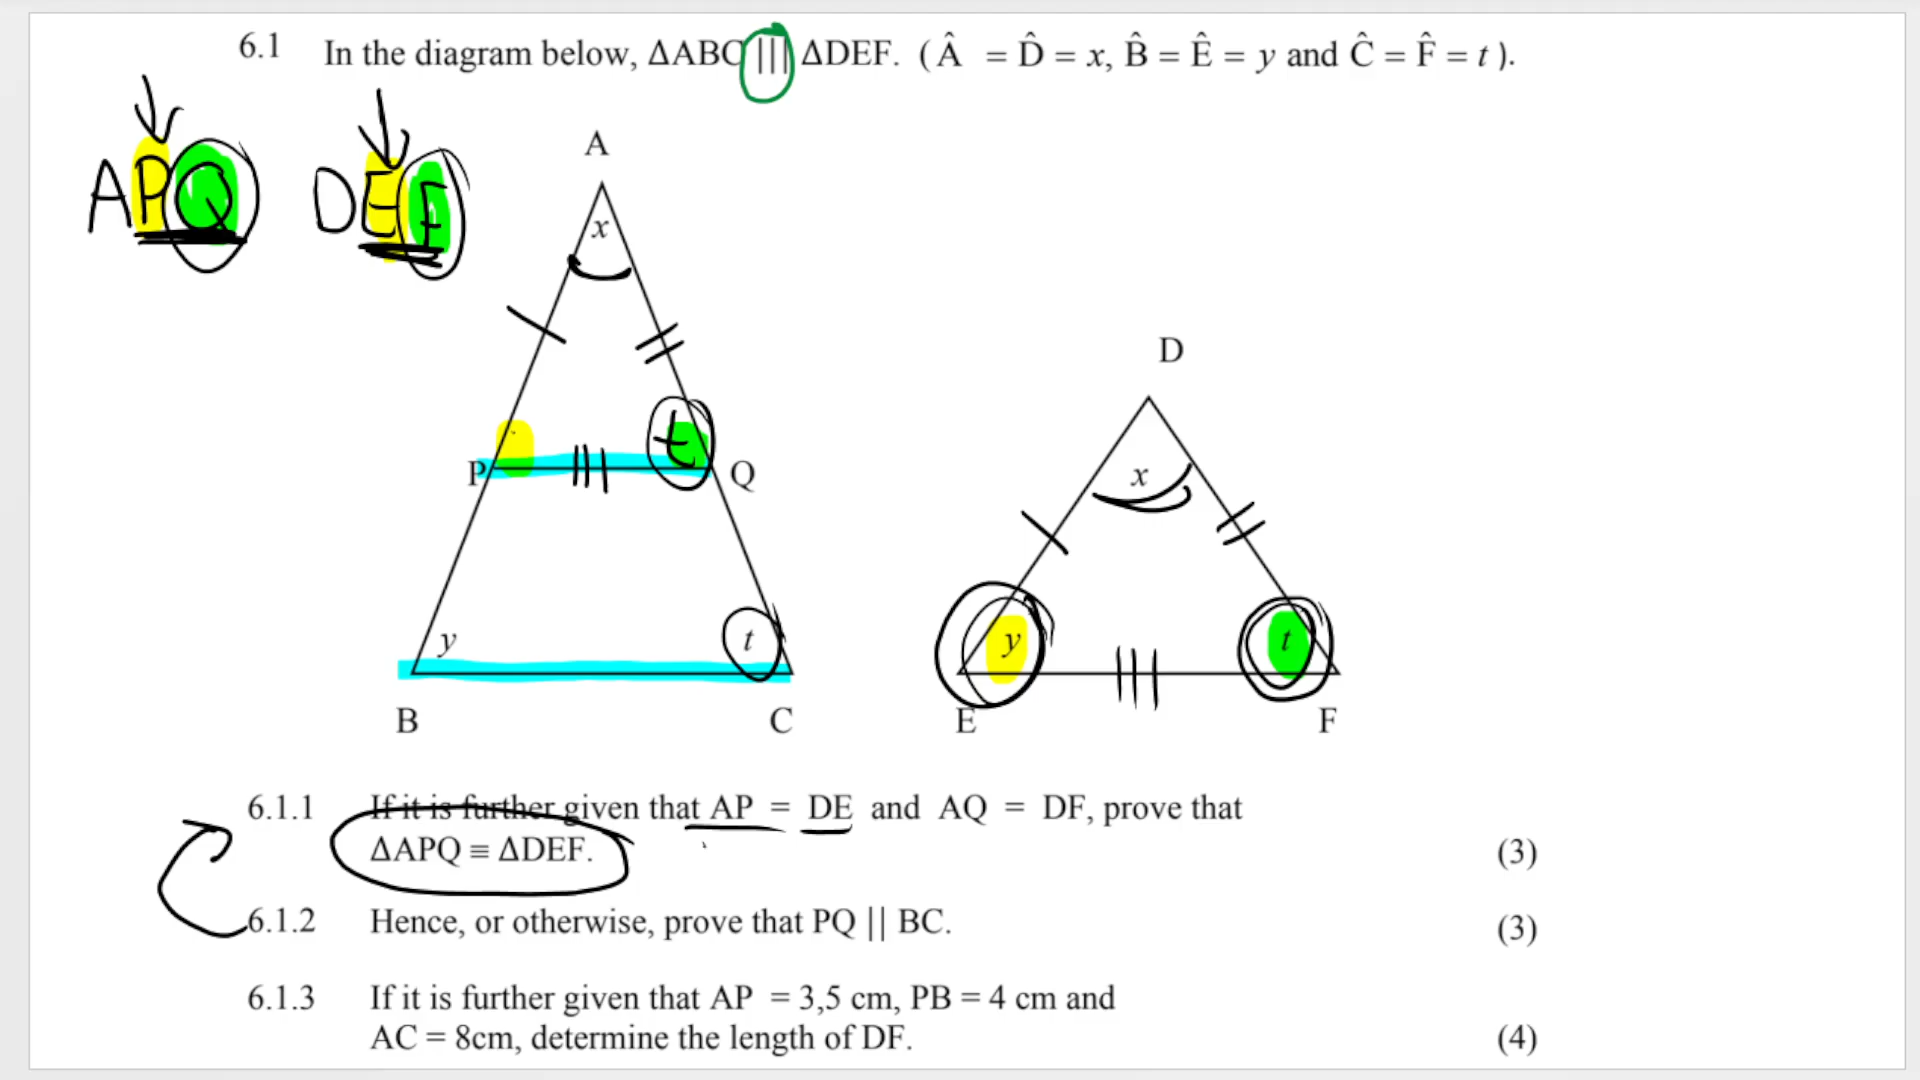 6.1 In the diagram below, ΔABC ||| ΔDEF. ( Â = D̂ = x, B̂ = Ê = y and Ĉ = F̂ = t ).
APQ DEF
A
x
D
t
P Q
x
y t y t
B C E F
6.1.1 If it is further given that AP = DE and AQ = DF, prove that
ΔAPQ ≡ ΔDEF. (3)
6.1.2 Hence, or otherwise, prove that PQ || BC. (3)
6.1.3 If it is further given that AP = 3,5 cm, PB = 4 cm and
AC = 8cm, determine the length of DF. (4)